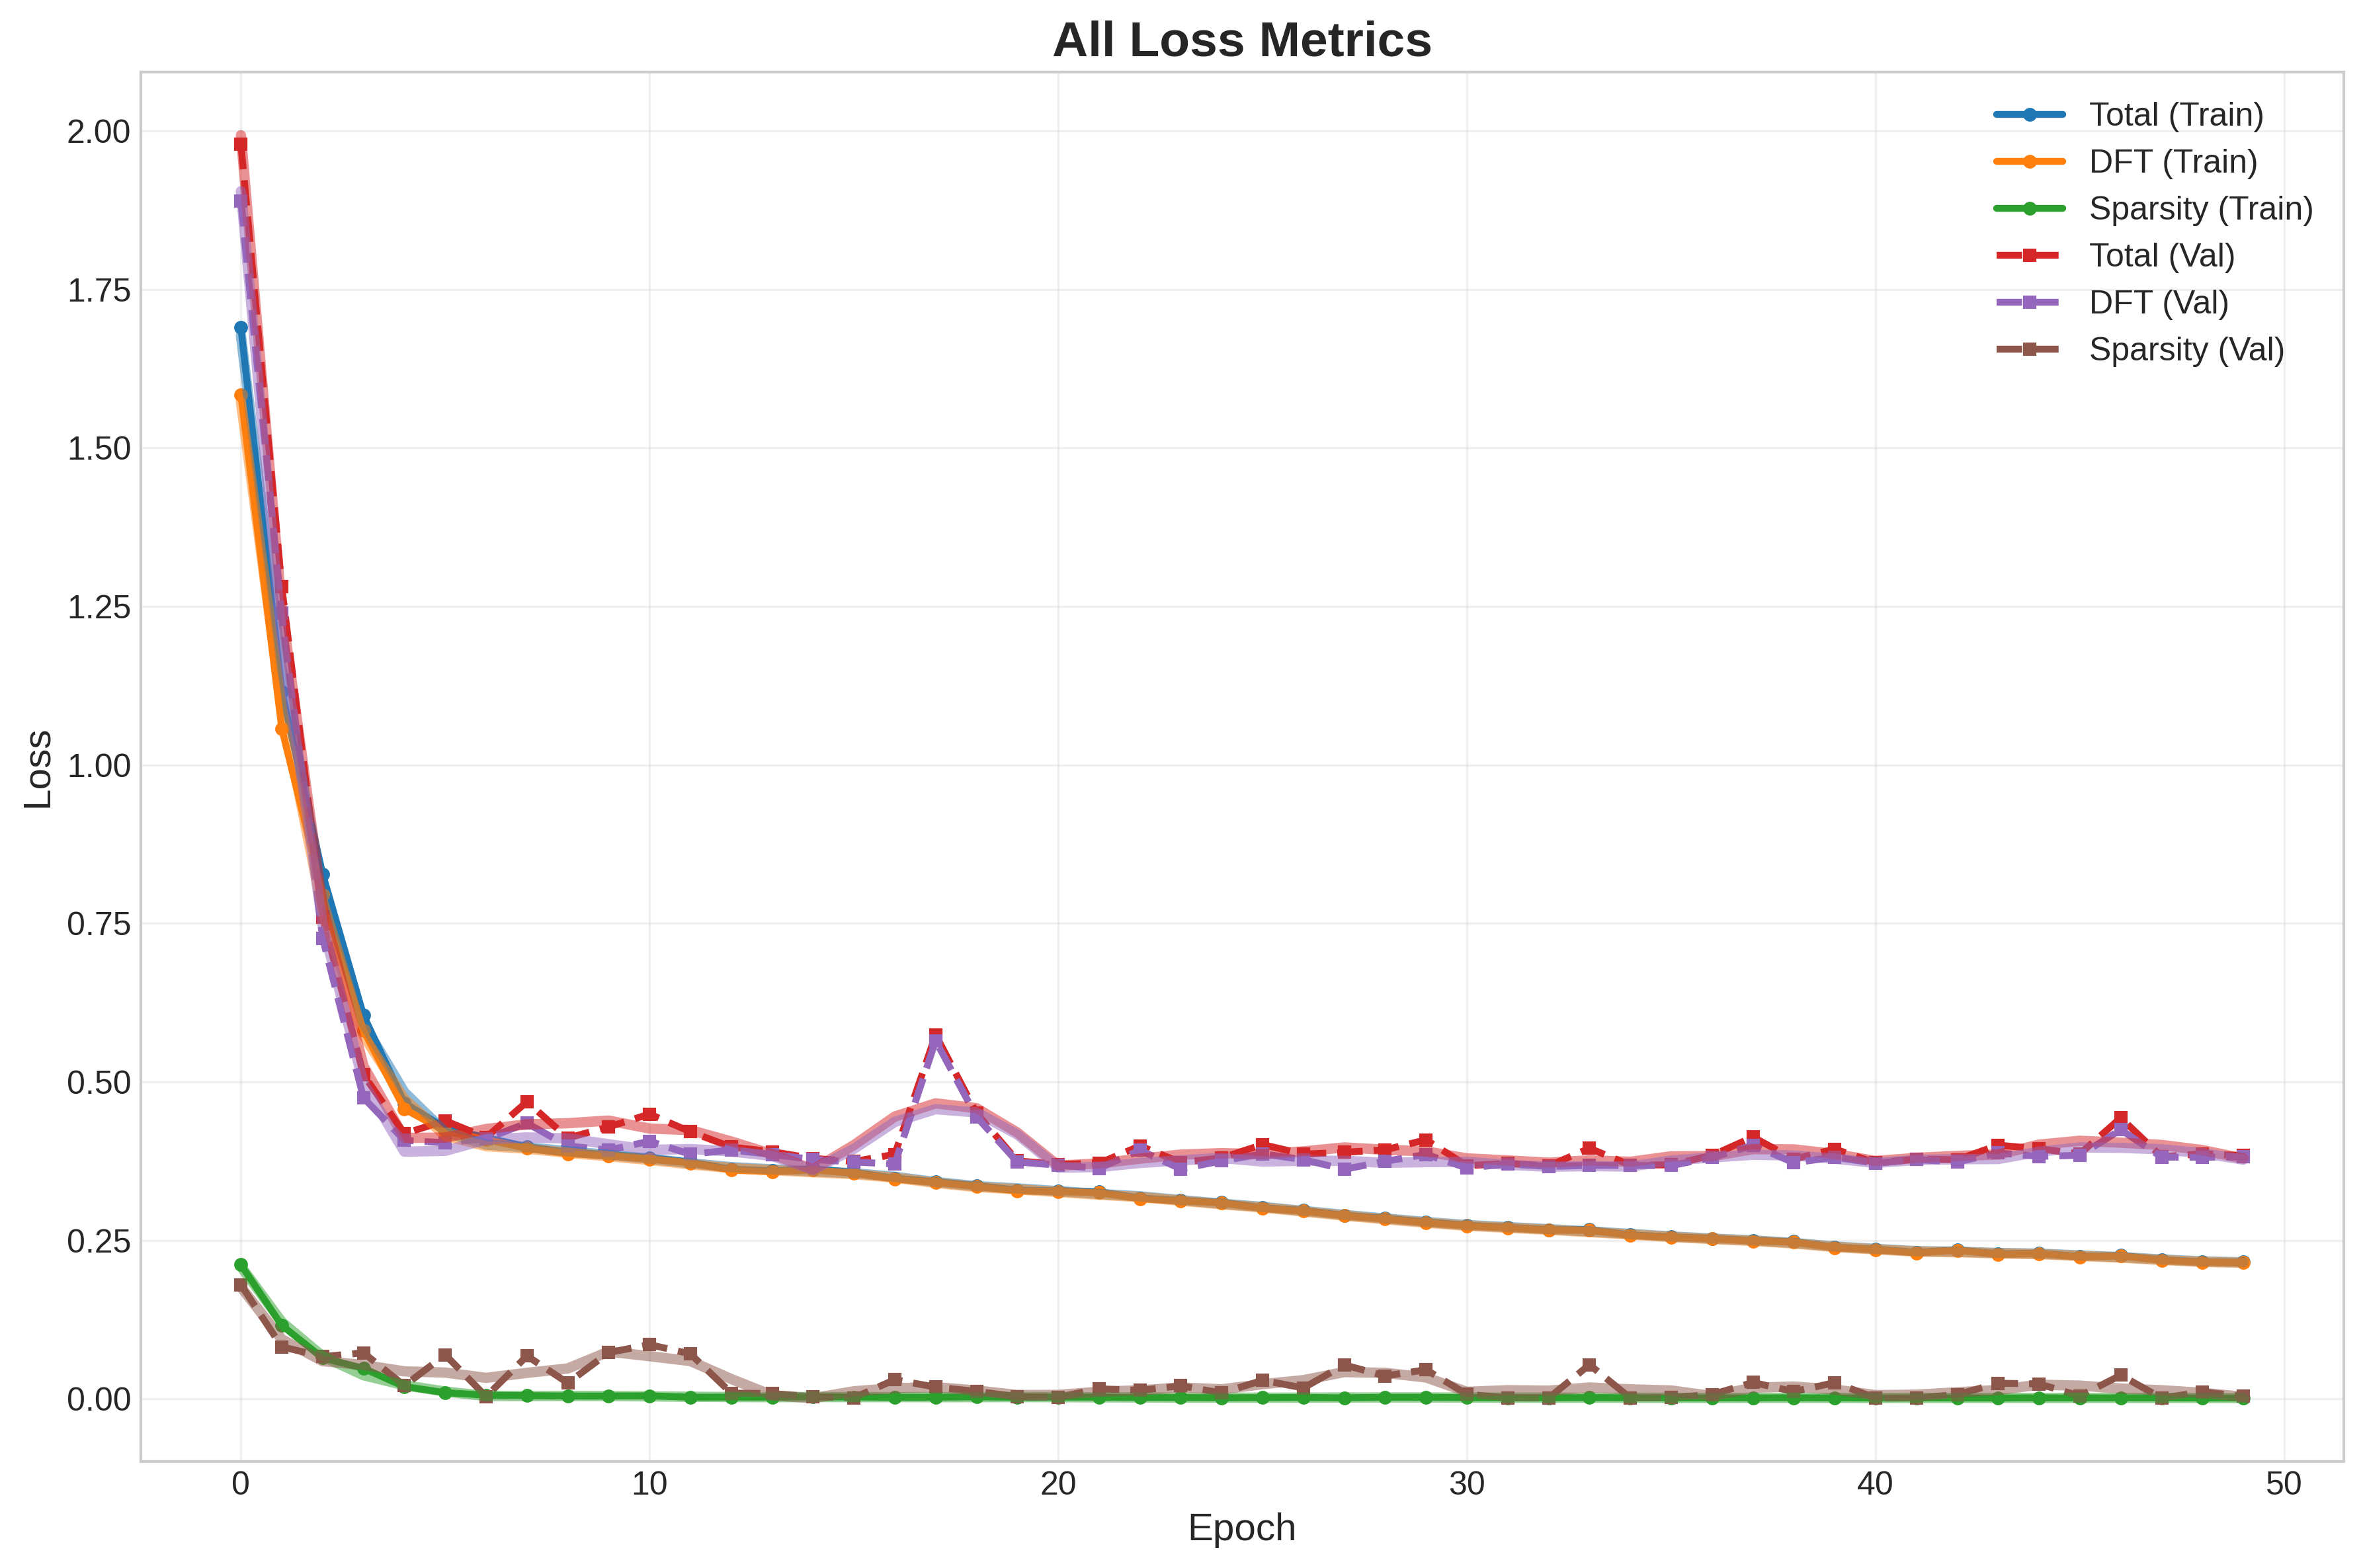 All Loss Metrics
2.00
1.75
1.50
1.25
1.00
0.75
0.50
0.25
0.00
Loss
0 10 20 30 40 50
Epoch
Total (Train)
DFT (Train)
Sparsity (Train)
Total (Val)
DFT (Val)
Sparsity (Val)